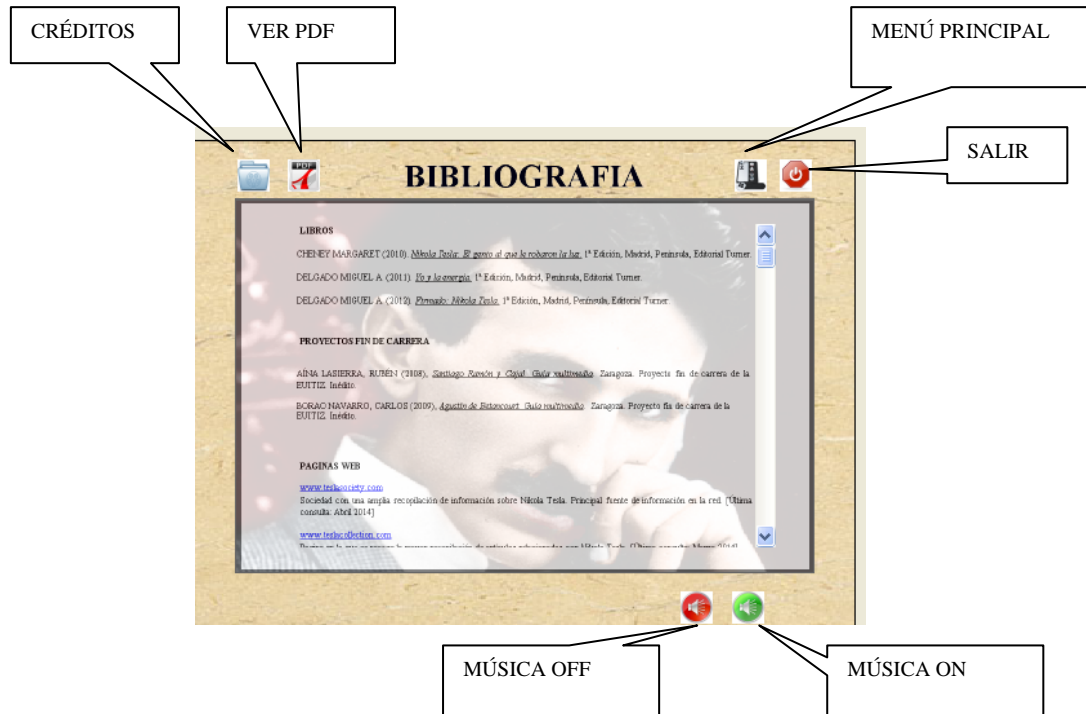 CRÉDITOS
VER PDF
MENÚ PRINCIPAL
SALIR
PDF
BIBLIOGRAFIA
LIBROS
CHENEY MARGARET (2010). Nikola Tesla: El genio al que le robaron la luz. 1ª Edición, Madrid, Peninsula, Editorial Turner.
DELGADO MIGUEL A. (2011). Yo y la energía. 1ª Edición, Madrid, Peninsula, Editorial Turner.
DELGADO MIGUEL A. (2012). Firmado: Nikola Tesla. 1ª Edición, Madrid, Peninsula, Editorial Turner.
PROYECTOS FIN DE CARRERA
AÍNA LASIERRA, RUBEN (2008), Santiago Ramón y Cajal. Guía multimedia. Zaragoza. Proyecto fin de carrera de la
EUITIZ. Inédito.
BORAO NAVARRO, CARLOS (2009), Agustín de Betancourt. Guía multimedia. Zaragoza. Proyecto fin de carrera de la
EUITIZ. Inédito.
PAGINAS WEB
www.teslasociety.com
Sociedad con una amplia recopilación de información sobre Nikola Tesla. Principal fuente de información en la red. [Última
consulta: Abril 2014]
www.teslacollection.com
MÚSICA OFF
MÚSICA ON